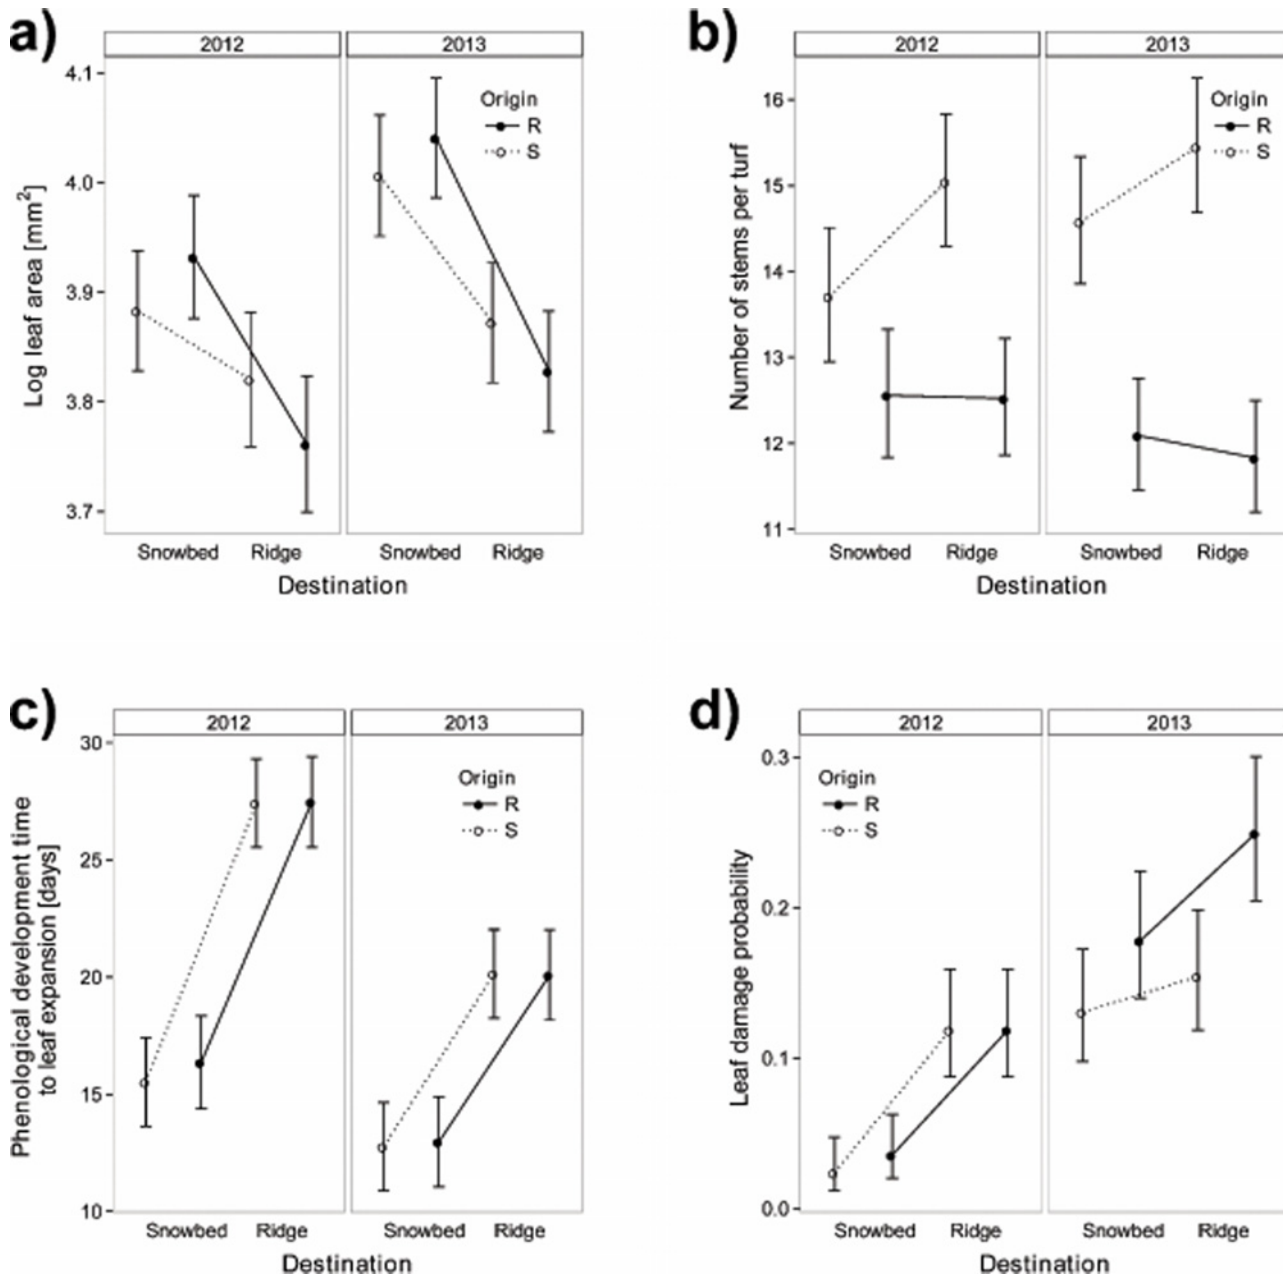 a)
2012 2013
Origin
R
S
4.1
4.0
3.9
3.8
3.7
Log leaf area [mm²]
Snowbed Ridge Snowbed Ridge
Destination
b)
2012 2013
Origin
R
S
16
15
14
13
12
11
Number of stems per turf
Snowbed Ridge Snowbed Ridge
Destination
c)
2012 2013
Origin
R
S
30
25
20
15
10
Phenological development time
to leaf expansion [days]
Snowbed Ridge Snowbed Ridge
Destination
d)
2012 2013
Origin
R
S
0.3
0.2
0.1
0.0
Leaf damage probability
Snowbed Ridge Snowbed Ridge
Destination